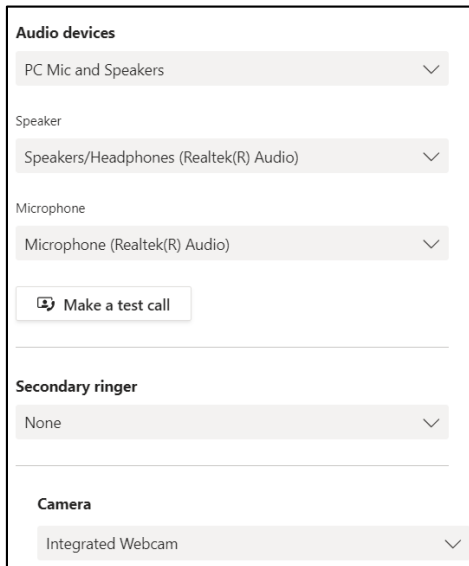 Audio devices
PC Mic and Speakers
Speaker
Speakers/Headphones (Realtek(R) Audio)
Microphone
Microphone (Realtek(R) Audio)
Make a test call
Secondary ringer
None
Camera
Integrated Webcam